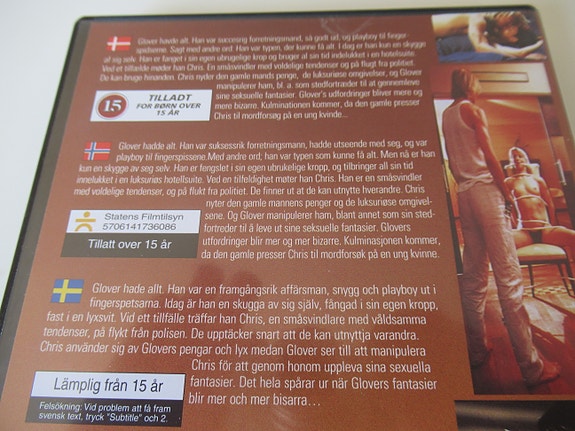 Glover havde alt. Han var succesrig forretningsmand, så godt ud, og playboy til finger-
spidserne. Sagt med andre ord: Han var typen, der kunne få alt. I dag er han kun en skygge
af sig selv. Han er fanget i sin egen ubrugelige krop og bruger al sin tid indelukket i en hotelsuite.
Ved et tilfælde møder han Chris. En småsvindler med voldelige tendenser og på flugt fra politiet.
De kan bruge hinanden. Chris nyder den gamle mands penge, de luksuriøse omgivelser, og Glover
manipulerer ham, bl. a. som stedfortræder til at gennemleve
sine seksuelle fantasier. Glover's udfordringer bliver mere og
mere bizarre. Kulminationen kommer, da den gamle presser
Chris til mordforsøg på en ung kvinde...
15
TILLADT
FOR BØRN OVER
15 ÅR
Glover hadde alt. Han var suksessrik forretningsmann, hadde utseende med seg, og var
playboy til fingerspissene.Med andre ord; han var typen som kunne få alt. Men nå er han
kun en skygge av seg selv. Han er fengslet i sin egen ubrukelige kropp, og tilbringer all sin tid
innelukket i en luksuriøs hotellsuite. Ved en tilfeldighet møter han Chris. Han er en småsvindler
med voldelige tendenser, og på flukt fra politiet. De finner ut at de kan utnytte hverandre. Chris
nyter den gamle mannens penger og de luksuriøse omgivel-
sene. Og Glover manipulerer ham, blant annet som sin sted-
fortreder til å leve ut sine seksuelle fantasier. Glovers
utfordringer blir mer og mer bizarre. Kulminasjonen kommer,
da den gamle presser Chris til mordforsøk på en ung kvinne.
Statens Filmtilsyn
5706141736086
Tillatt over 15 år
Glover hade allt. Han var en framgångsrik affärsman, snygg och playboy ut i
fingerspetsarna. Idag är han en skugga av sig själv, fångad i sin egen kropp,
fast i en lyxsvit. Vid ett tillfälle träffar han Chris, en småsvindlare med våldsamma
tendenser, på flykt från polisen. De upptäcker snart att de kan utnyttja varandra.
Chris använder sig av Glovers pengar och lyx medan Glover ser till att manipulera
Chris för att genom honom uppleva sina sexuella
fantasier. Det hela spårar ur när Glovers fantasier
blir mer och mer bisarra...
Lämplig från 15 år
Felsökning: Vid problem att få fram
svensk text, tryck "Subtitle" och 2.